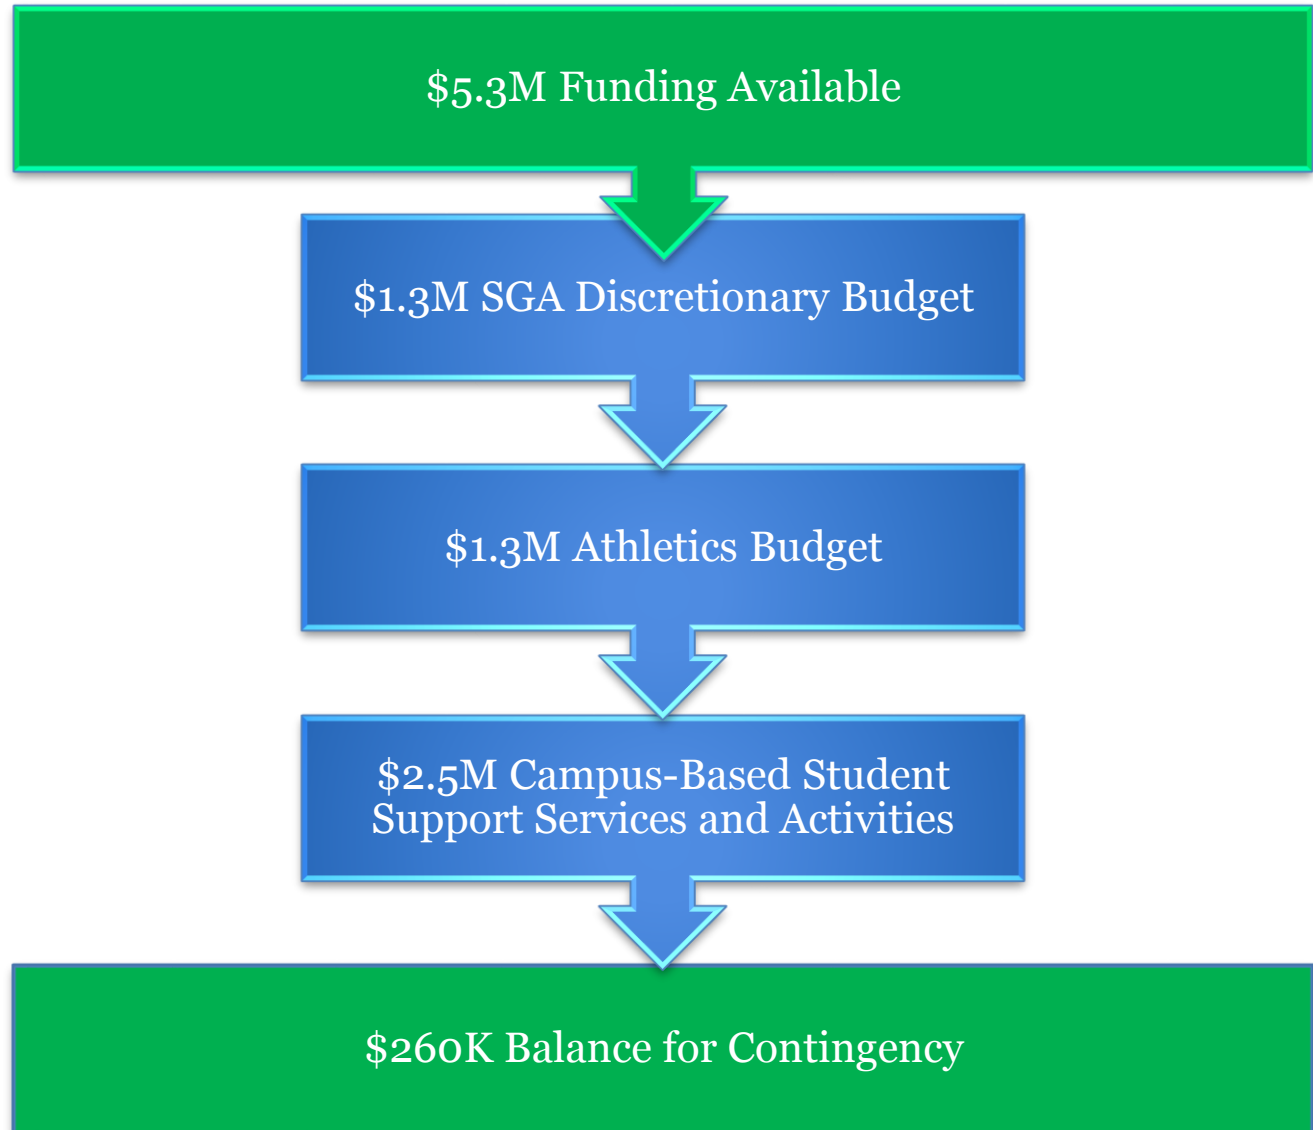 $5.3M Funding Available
$1.3M SGA Discretionary Budget
$1.3M Athletics Budget
$2.5M Campus-Based Student
Support Services and Activities
$260K Balance for Contingency